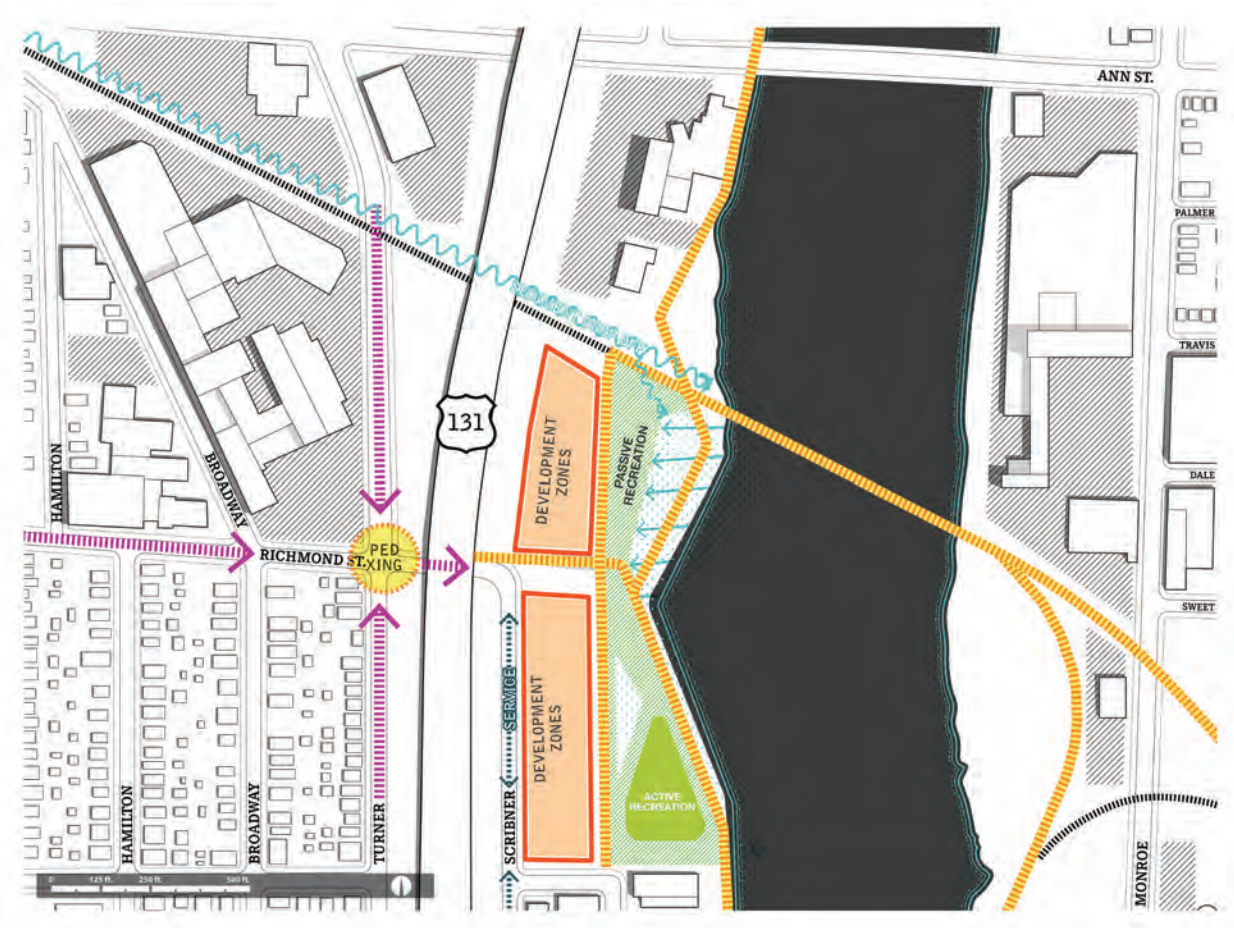 ANN ST.
PALMER
TRAVIS
131
DEVELOPMENT
ZONES
PASSIVE
RECREATION
HAMILTON
BROADWAY
DALE
RICHMOND ST.
PED
XING
SWEET
SERVICE
DEVELOPMENT
ZONES
ACTIVE
RECREATION
HAMILTON
BROADWAY
TURNER
SCRIBNER
MONROE
0 125 ft. 250 ft. 500 ft.